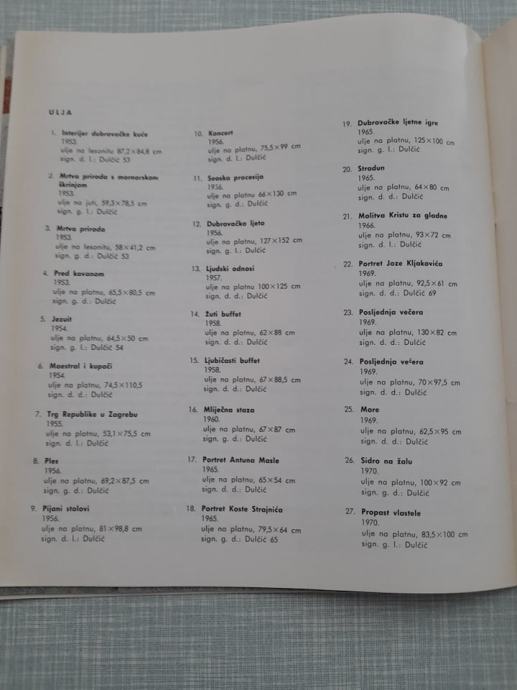 ULJA
1. Interijer dubrovačke kuće
1953.
ulje na lesonitu 87,2×84,8 cm
sign. d. l.: Dulčić 53
2. Mrtva priroda s mornarskom
škrinjom
1953.
ulje na juti, 59,5×78,5 cm
sign. g. l.: Dulčić
3. Mrtva priroda
1953.
ulje na lesonitu, 58×41,2 cm
sign. g. d.: Dulčić 53
4. Pred kavanom
1953.
ulje na platnu, 65,5×80,5 cm
sign. g. d.: Dulčić
5. Jezuit
1954.
ulje na platnu, 64,5×50 cm
sign. g. l.: Dulčić 54
6. Maestral i kupači
1954.
ulje na platnu, 74,5×110,5
sign. d. d.: Dulčić
7. Trg Republike u Zagrebu
1955.
ulje na platnu, 53,1×75,5 cm
sign. d. l.: Dulčić
8. Ples
1956.
ulje na platnu, 69,2×87,5 cm
sign. g. d.: Dulčić
9. Pijani stolovi
1956.
ulje na platnu, 81×98,8 cm
sign. d. l.: Dulčić
10. Koncert
1956.
ulje na platnu, 75,5×99 cm
sign. d. l.: Dulčić
11. Seoska procesija
1956.
ulje na platnu 66×130 cm
sign. g. d.: Dulčić
12. Dubrovačko ljeto
1956.
ulje na platnu, 127×152 cm
sign. g. l.: Dulčić
13. Ljudski odnosi
1957.
ulje na platnu 100×125 cm
sign. d. d.: Dulčić
14. Žuti buffet
1958.
ulje na platnu, 62×88 cm
sign. d. d.: Dulčić
15. Ljubičasti buffet
1958.
ulje na platnu, 67×88,5 cm
sign. d. d.: Dulčić
16. Mliječna staza
1960.
ulje na platnu, 67×87 cm
sign. g. d.: Dulčić
17. Portret Antuna Masle
1965.
ulje na platnu, 65×54 cm
sign. d. d.: Dulčić
18. Portret Koste Strajnića
1965.
ulje na platnu, 79,5×64 cm
sign. g. d.: Dulčić 65
19. Dubrovačke ljetne igre
1965.
ulje na platnu, 125×100 cm
sign. g. l.: Dulčić
20. Stradun
1965.
ulje na platnu, 64×80 cm
sign. d. d.: Dulčić
21. Molitva Kristu za gladne
1966.
ulje na platnu, 93×72 cm
sign. g. d.: Dulčić
22. Portret Joze Kljakovića
1969.
ulje na platnu, 92,5×61 cm
sign. d. d.: Dulčić 69
23. Posljednja večera
1969.
ulje na platnu, 130×82 cm
sign. d. d.: Dulčić
24. Posljednja večera
1969.
ulje na platnu, 70×97,5 cm
sign. d. d.: Dulčić
25. More
1969.
ulje na platnu, 62,5×95 cm
sign. d. d.: Dulčić
26. Sidro na žalu
1970.
ulje na platnu, 100×92 cm
sign. g. d.: Dulčić
27. Propast vlastele
1970.
ulje na platnu, 83,5×100 cm
sign. g. l.: Dulčić